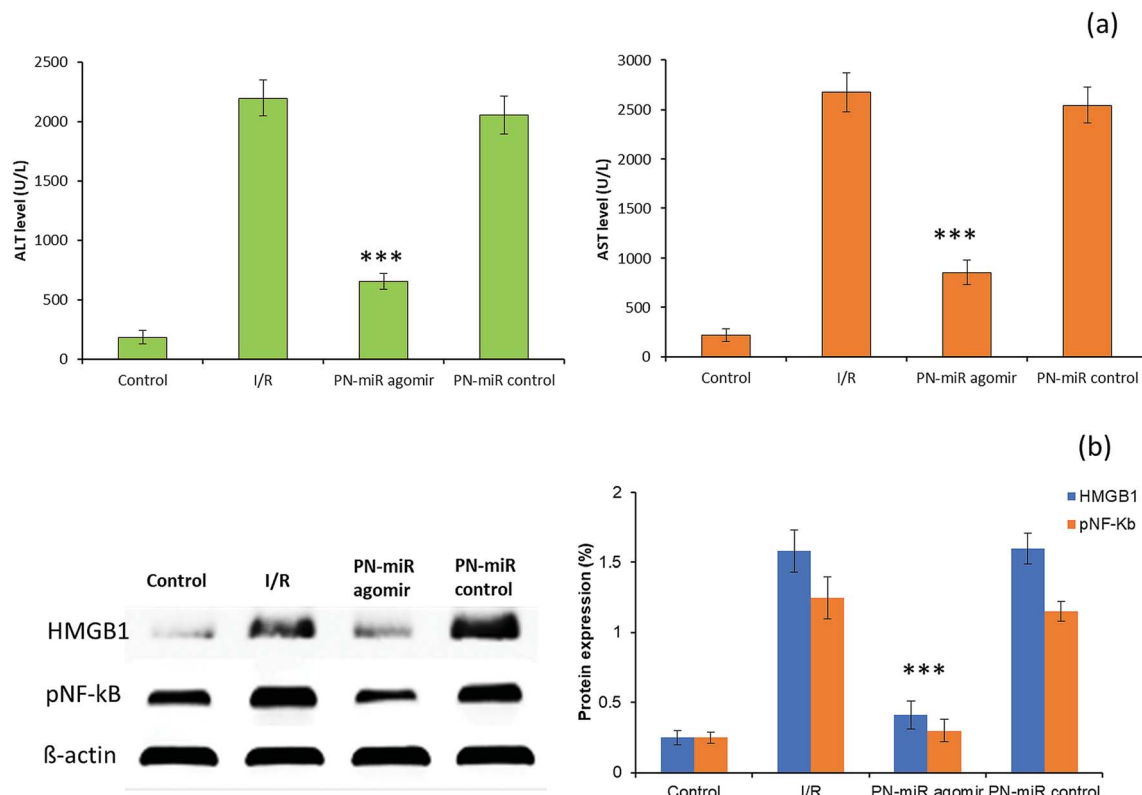 (a)
2500
2000
1500
1000
500
0
ALT level (U/L)
***
Control I/R PN-miR agomir PN-miR control
3000
2500
2000
1500
1000
500
0
AST level (U/L)
***
Control I/R PN-miR agomir PN-miR control
(b)
Control I/R PN-miR agomir PN-miR control
HMGB1
pNF-kB
ß-actin
2
1.5
1
0.5
0
Protein expression (%)
HMGB1
pNF-Kb
***
Control I/R PN-miR agomir PN-miR control